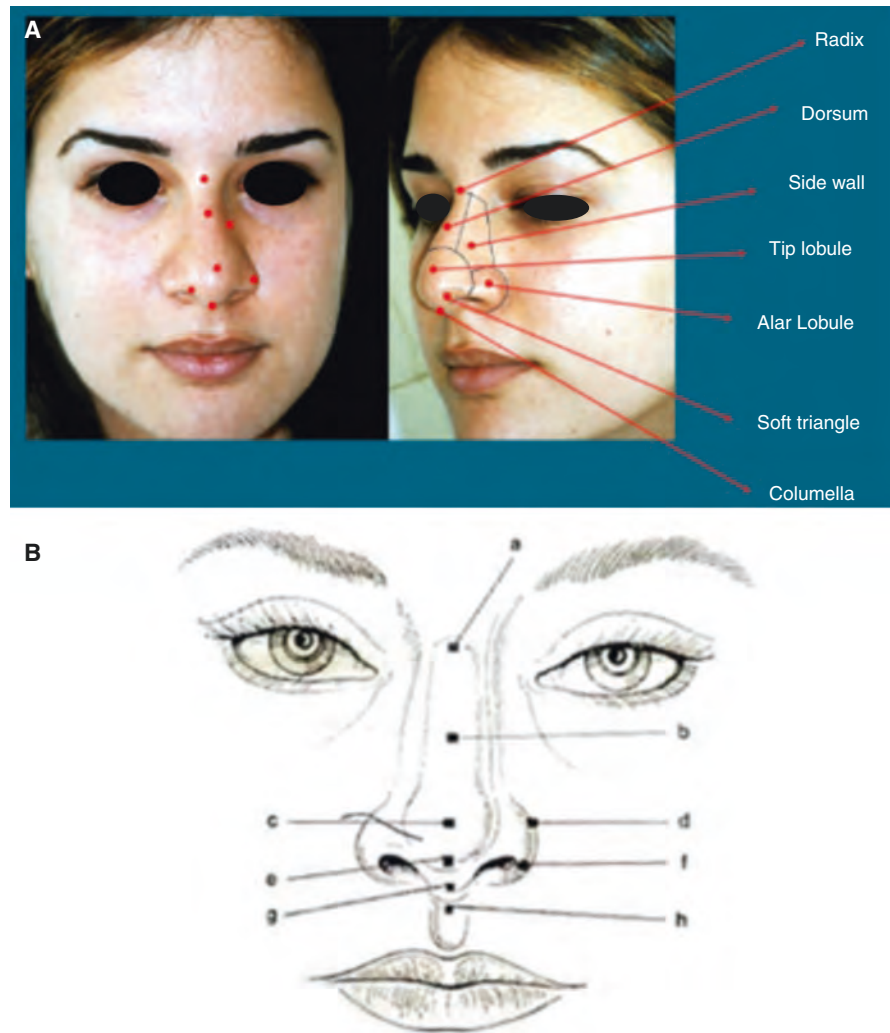 A
Radix
Dorsum
Side wall
Tip lobule
Alar Lobule
Soft triangle
Columella
B
a
b
c
d
e
f
g
h